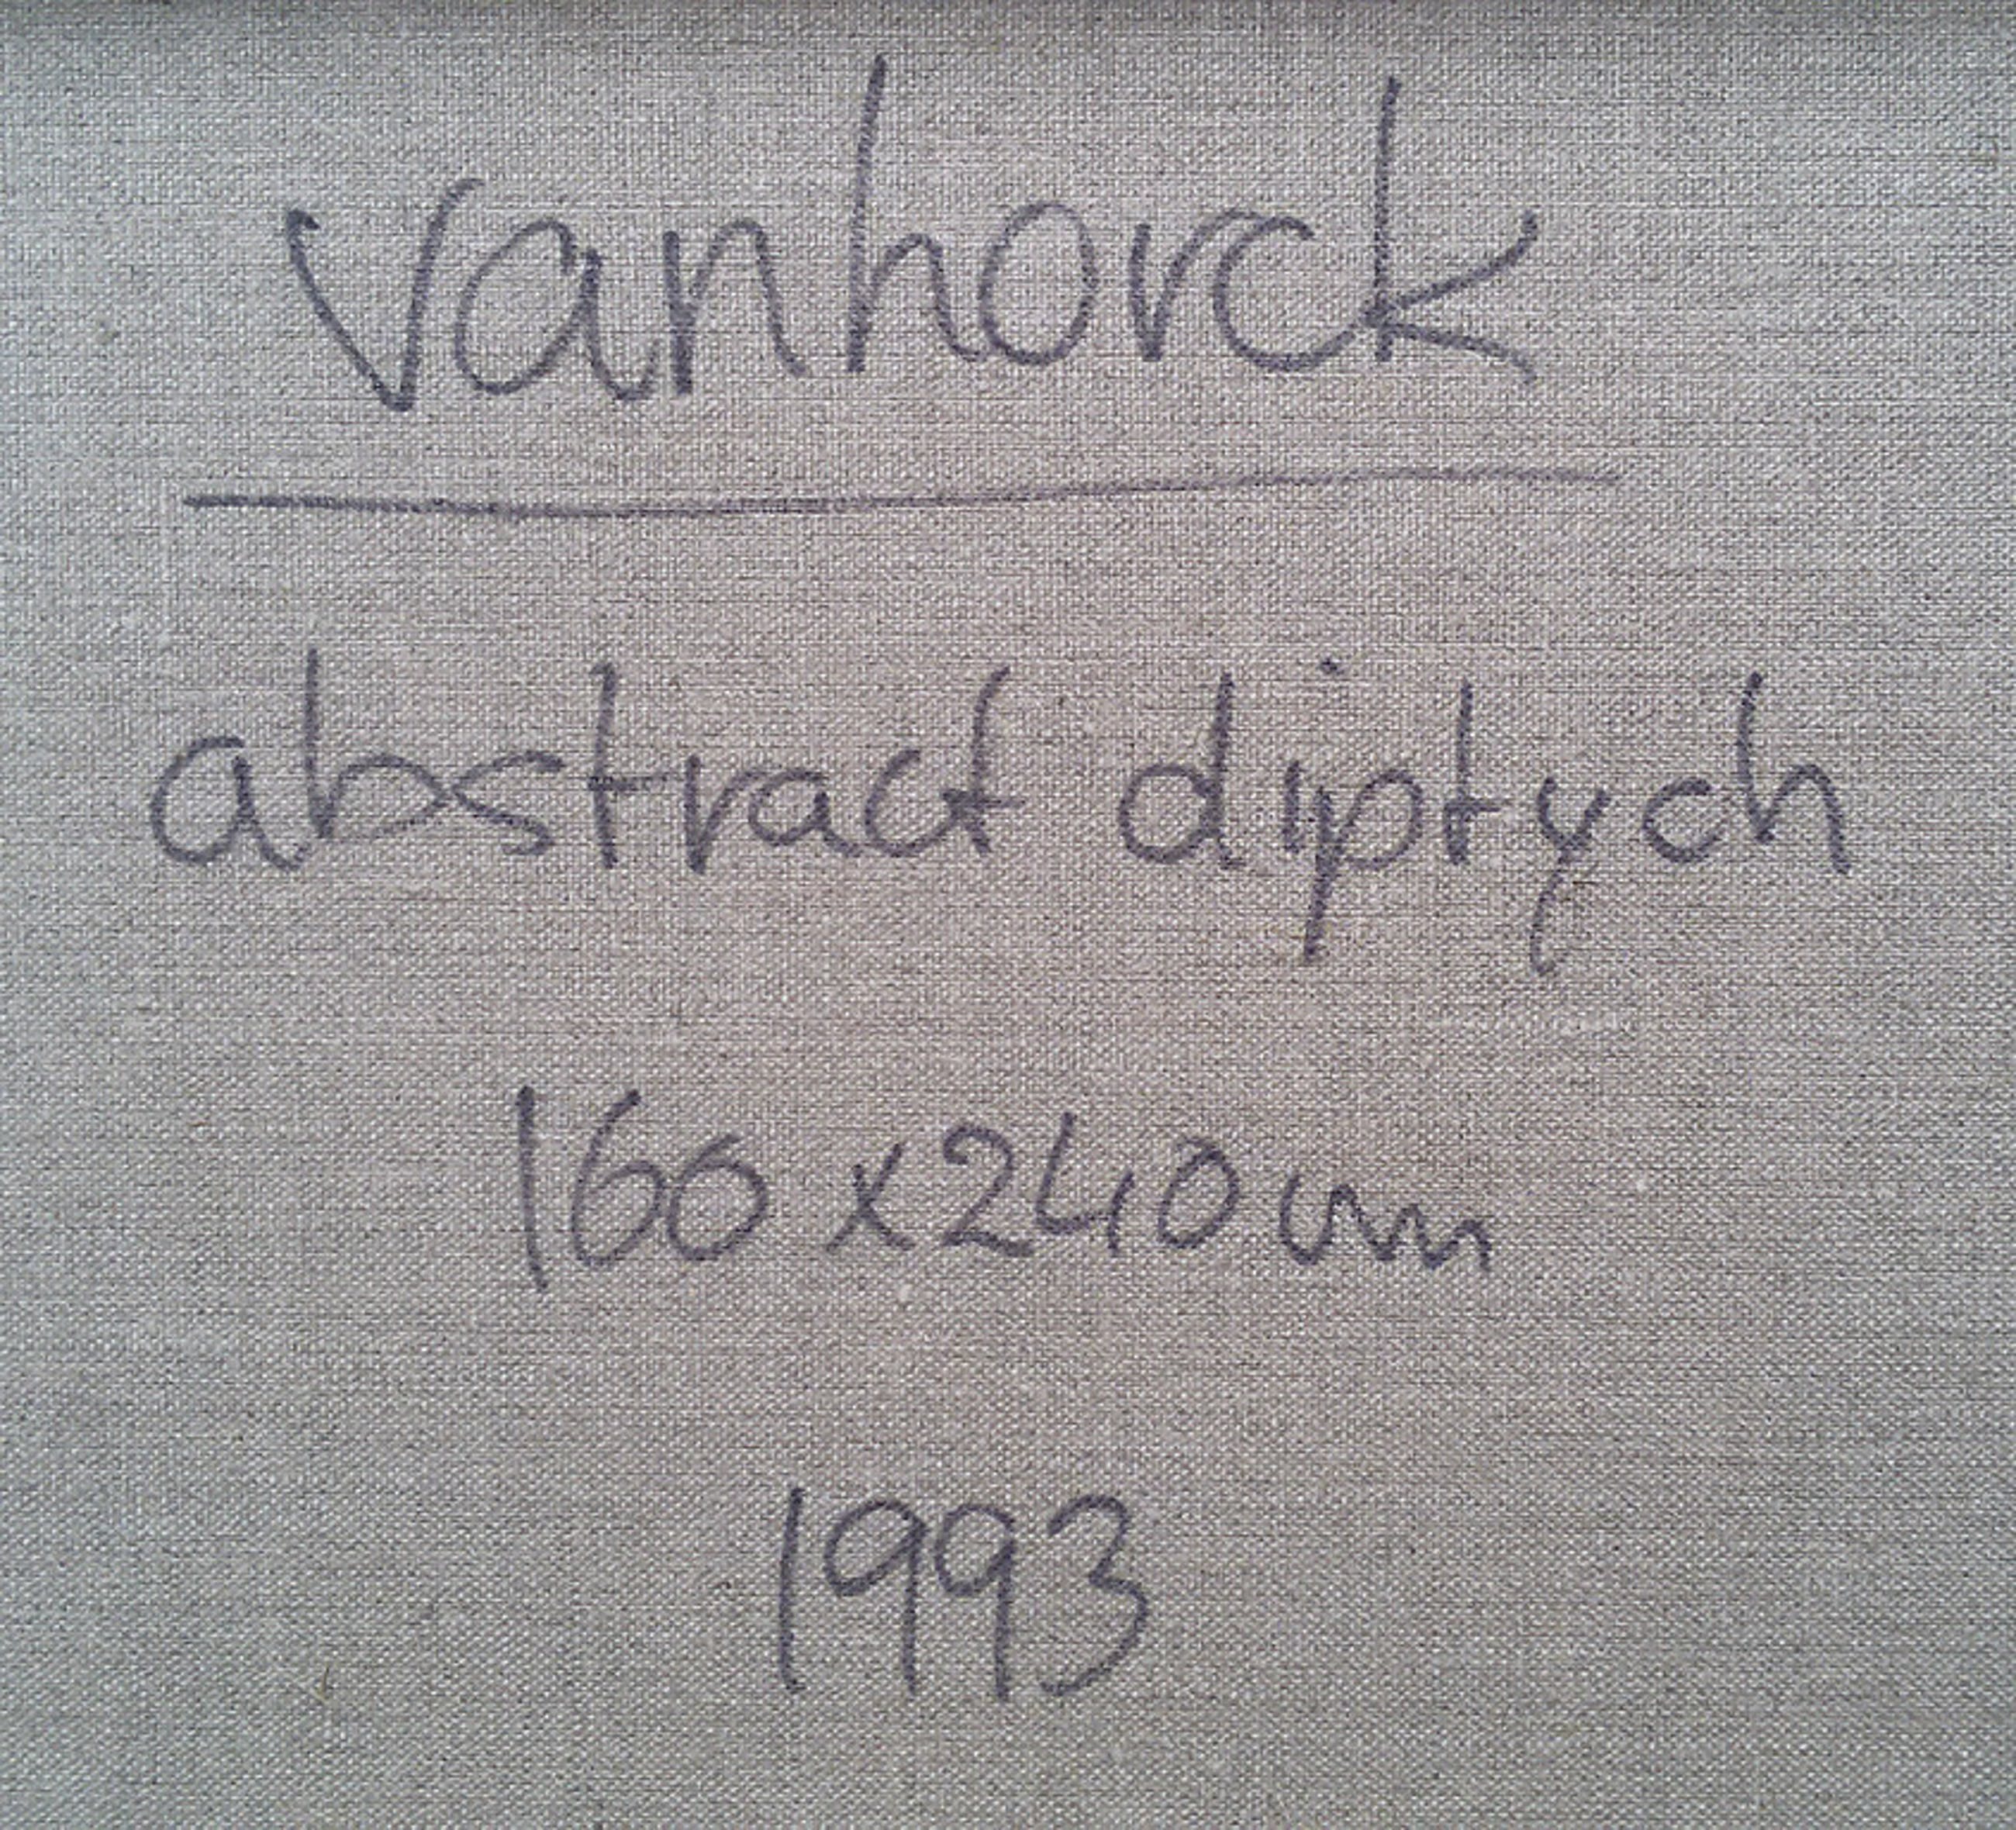 vanhorck
abstract diptych
160 x 240 cm
1993